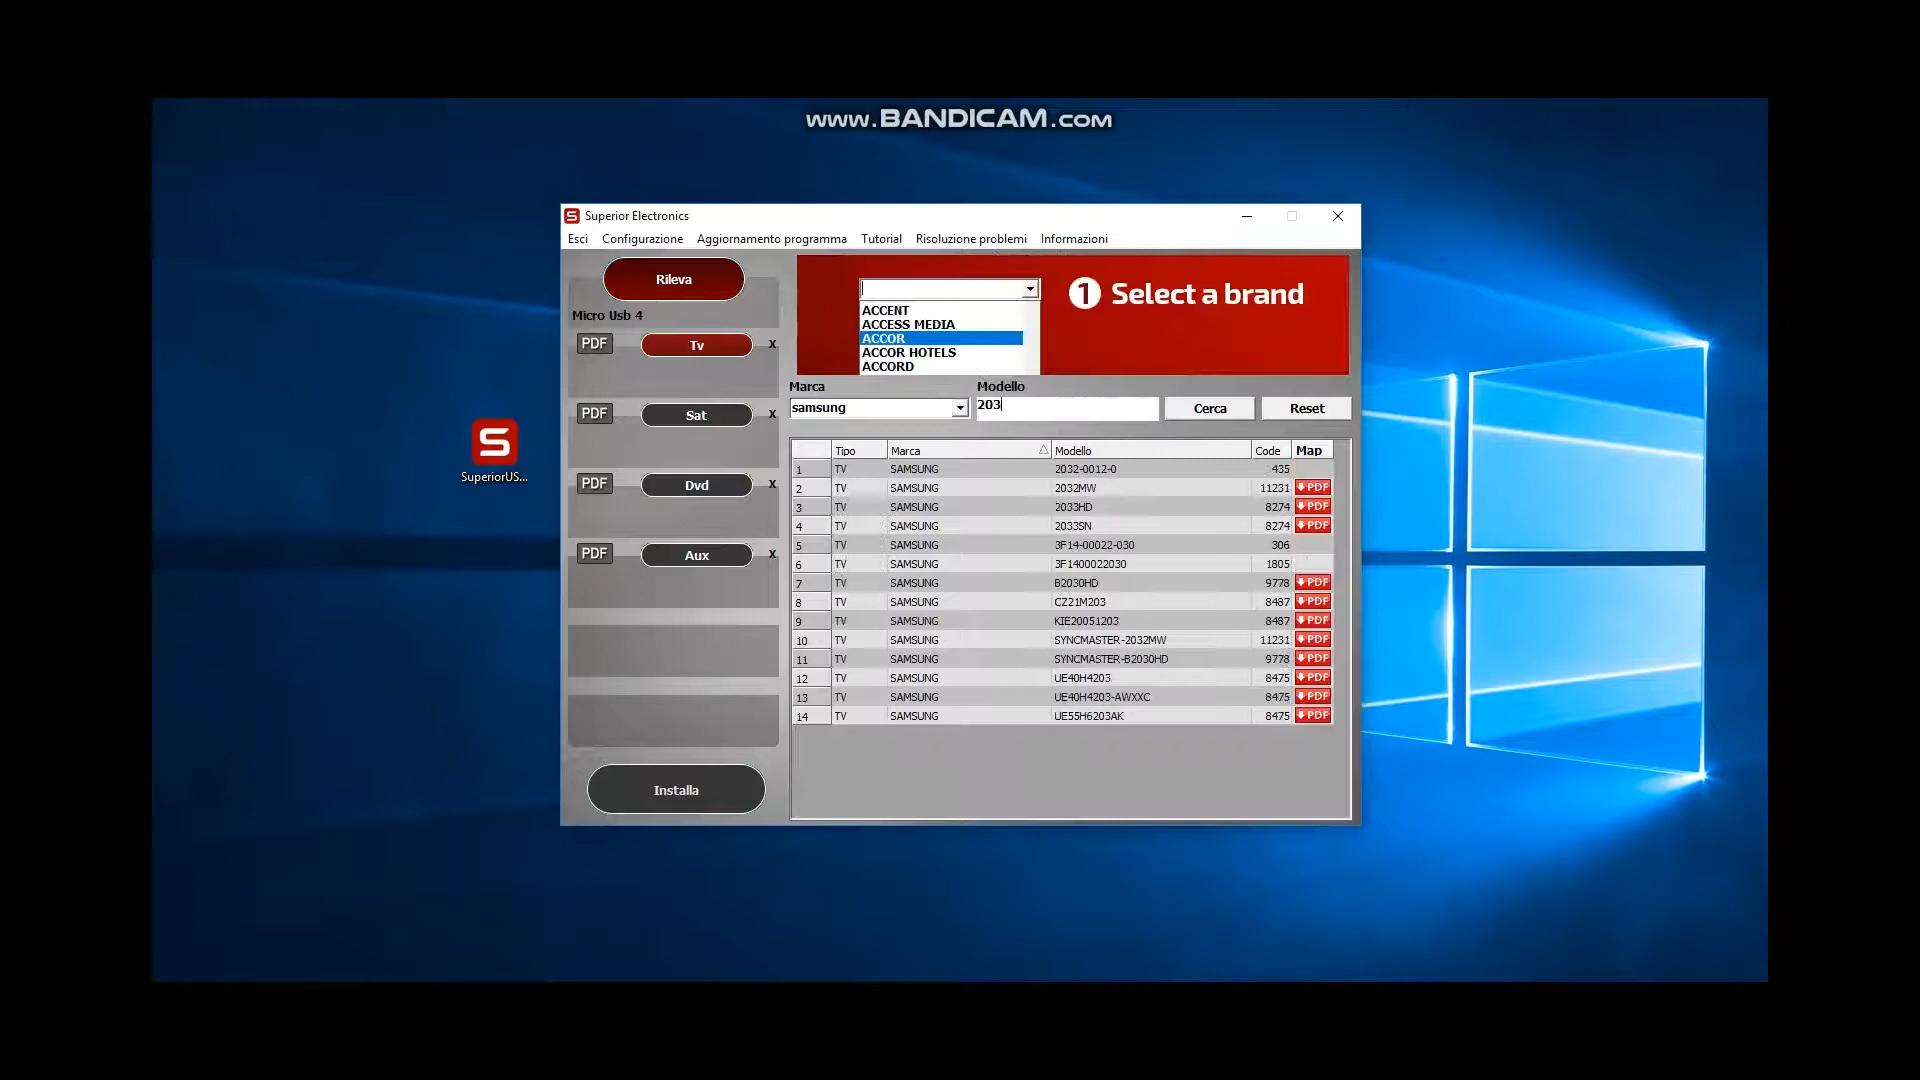 www.BANDICAM.com
S Superior Electronics
Esci Configurazione Aggiornamento programma Tutorial Risoluzione problemi Informazioni
Rileva
Micro Usb 4
PDF Tv x
PDF Sat x
PDF Dvd x
PDF Aux x
Installa
S
SuperiorUS...
ACCENT
ACCESS MEDIA
ACCOR
ACCOR HOTELS
ACCORD
1 Select a brand
Marca Modello
samsung 203 Cerca Reset
Tipo Marca Modello Code Map
1 TV SAMSUNG 2032-0012-0 435
2 TV SAMSUNG 2032MW 11231 PDF
3 TV SAMSUNG 2033HD 8274 PDF
4 TV SAMSUNG 2033SN 8274 PDF
5 TV SAMSUNG 3F14-00022-030 306
6 TV SAMSUNG 3F1400022030 1805
7 TV SAMSUNG B2030HD 9778 PDF
8 TV SAMSUNG CZ21M203 8487 PDF
9 TV SAMSUNG KIE20051203 8487 PDF
10 TV SAMSUNG SYNCMASTER-2032MW 11231 PDF
11 TV SAMSUNG SYNCMASTER-B2030HD 9778 PDF
12 TV SAMSUNG UE40H4203 8475 PDF
13 TV SAMSUNG UE40H4203-AWXXC 8475 PDF
14 TV SAMSUNG UE55H6203AK 8475 PDF